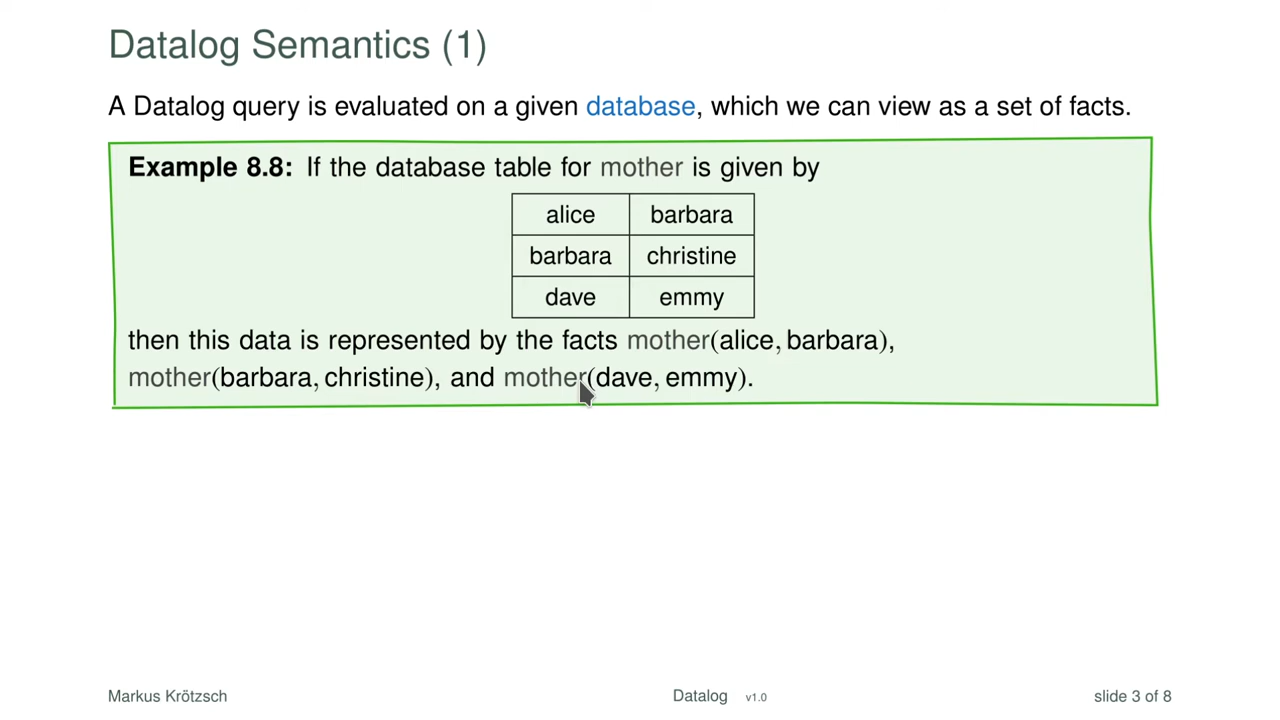 Datalog Semantics (1)
A Datalog query is evaluated on a given database, which we can view as a set of facts.
Example 8.8: If the database table for mother is given by
alice barbara
barbara christine
dave emmy
then this data is represented by the facts mother(alice, barbara),
mother(barbara, christine), and mother(dave, emmy).
Markus Krötzsch Datalog v1.0 slide 3 of 8